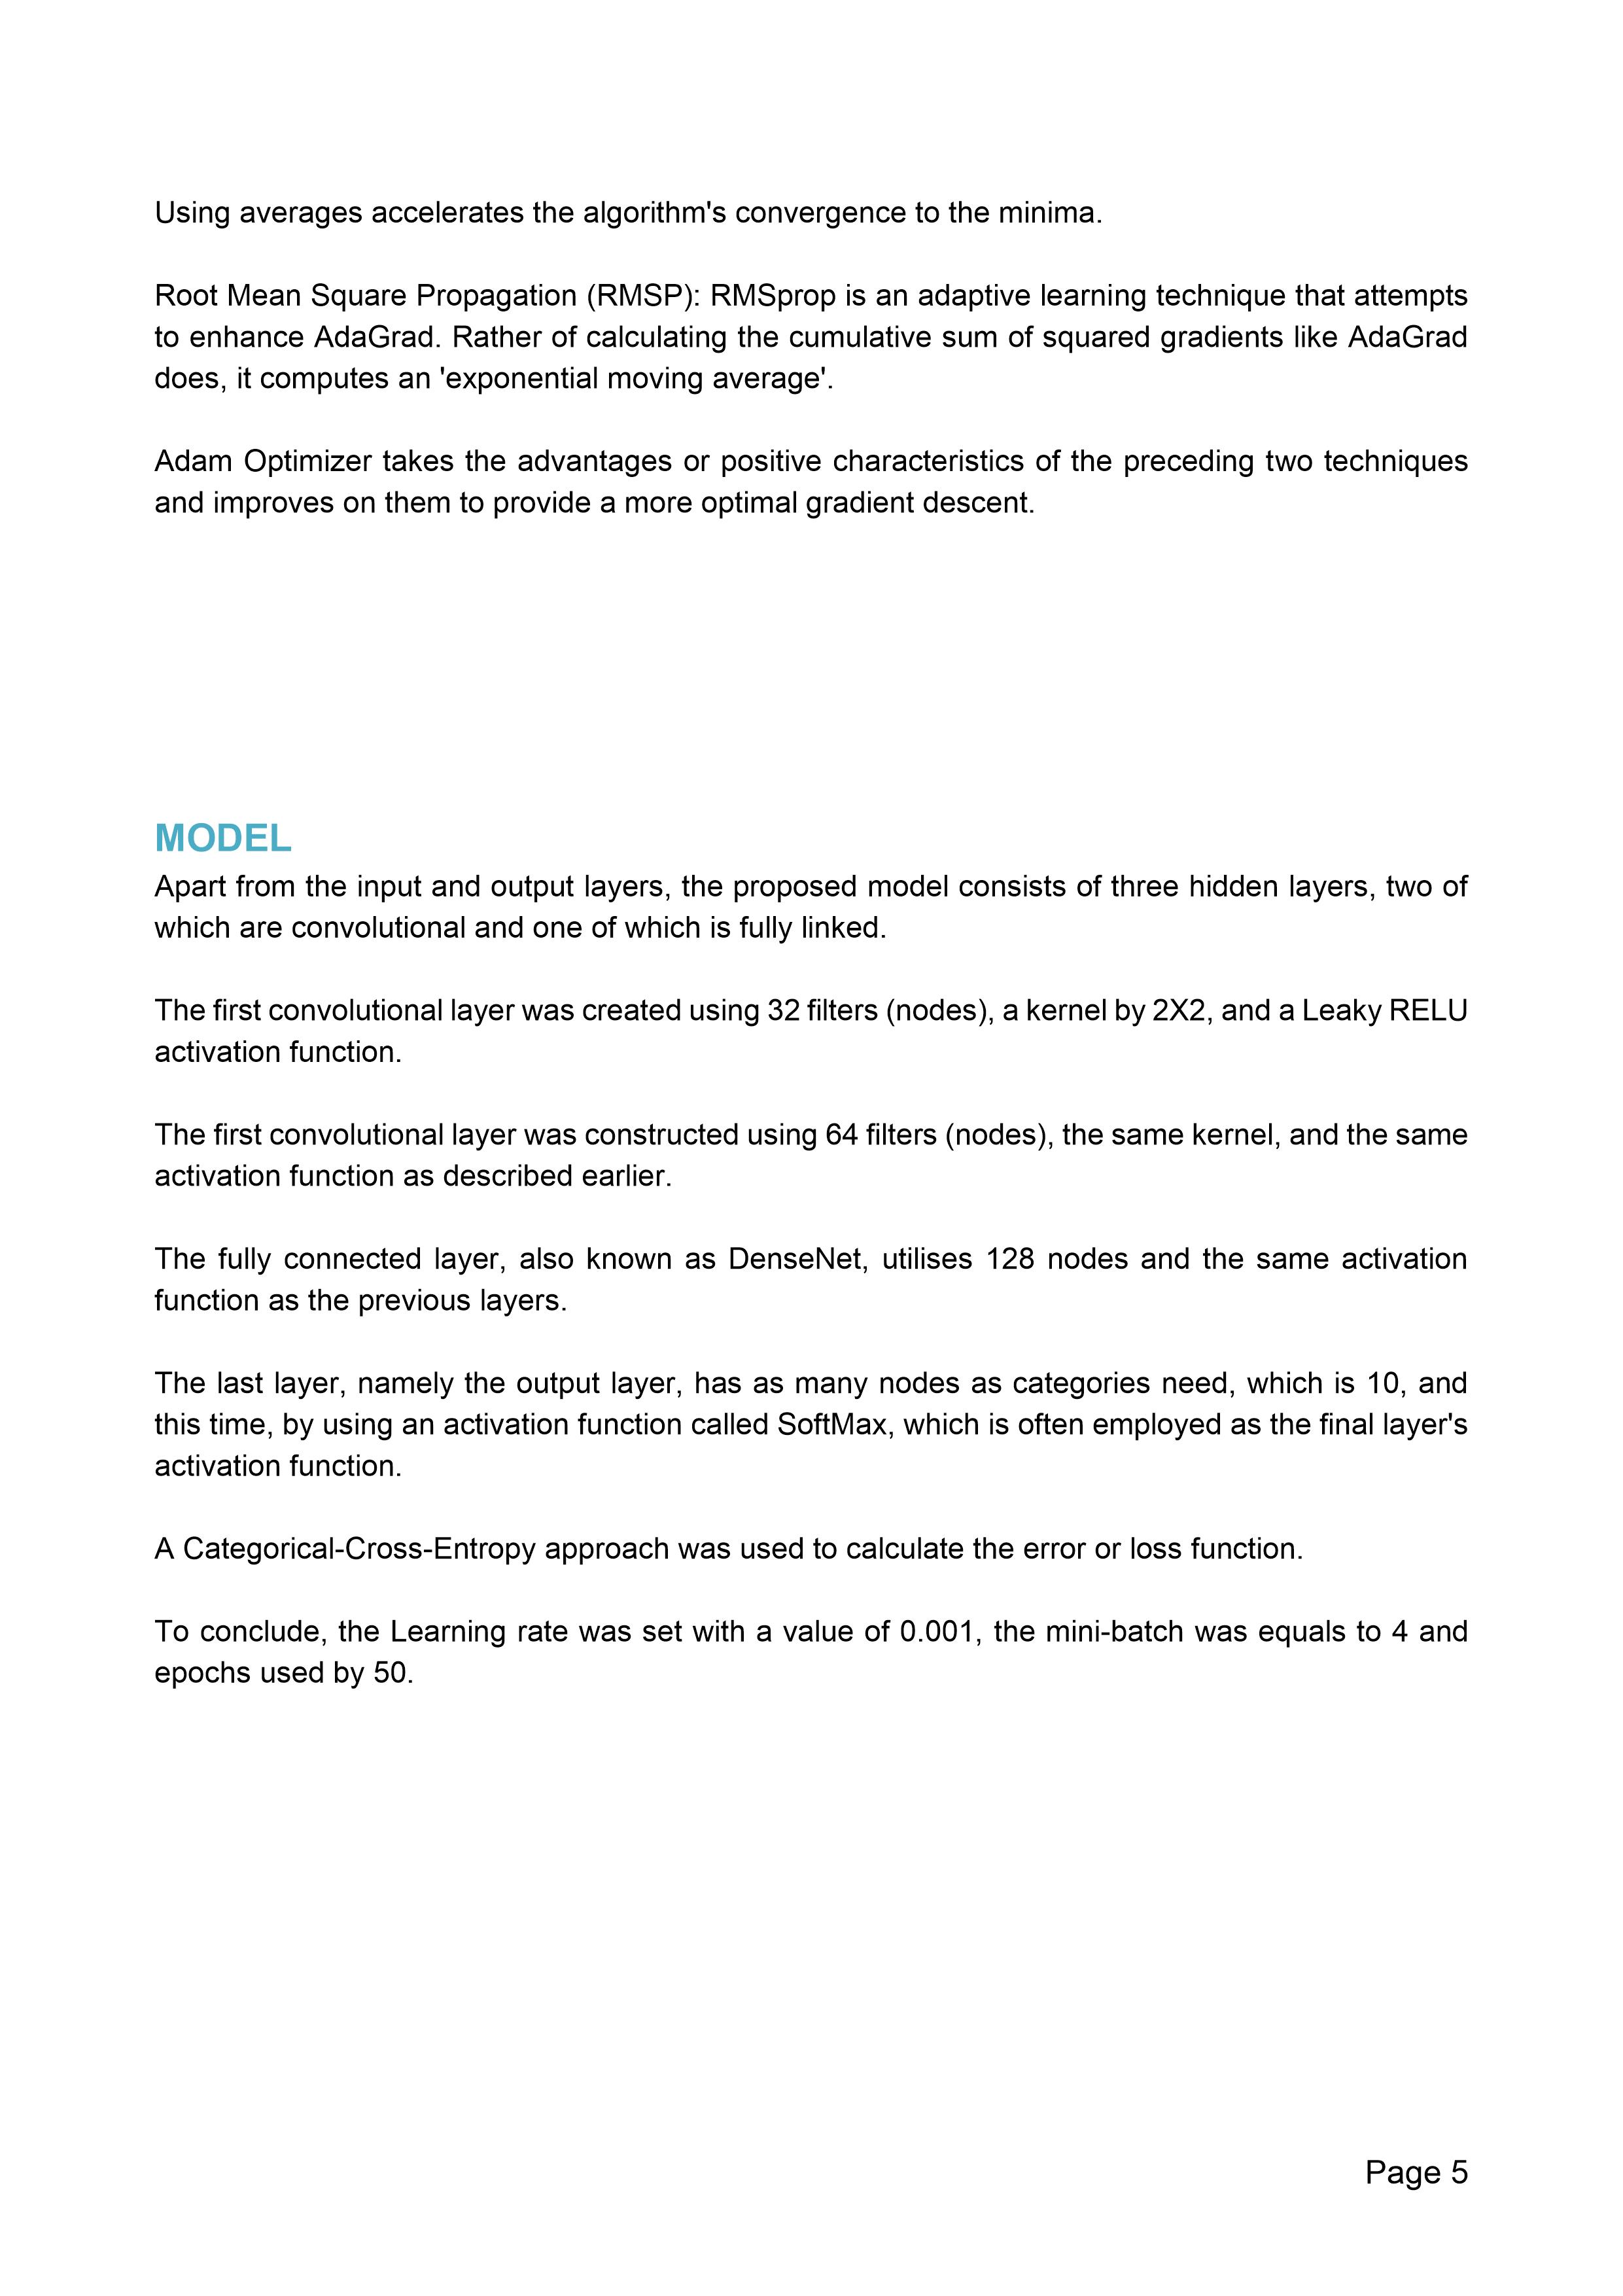 Using averages accelerates the algorithm's convergence to the minima.
Root Mean Square Propagation (RMSP): RMSprop is an adaptive learning technique that attempts
to enhance AdaGrad. Rather of calculating the cumulative sum of squared gradients like AdaGrad
does, it computes an 'exponential moving average'.
Adam Optimizer takes the advantages or positive characteristics of the preceding two techniques
and improves on them to provide a more optimal gradient descent.
MODEL
Apart from the input and output layers, the proposed model consists of three hidden layers, two of
which are convolutional and one of which is fully linked.
The first convolutional layer was created using 32 filters (nodes), a kernel by 2X2, and a Leaky RELU
activation function.
The first convolutional layer was constructed using 64 filters (nodes), the same kernel, and the same
activation function as described earlier.
The fully connected layer, also known as DenseNet, utilises 128 nodes and the same activation
function as the previous layers.
The last layer, namely the output layer, has as many nodes as categories need, which is 10, and
this time, by using an activation function called SoftMax, which is often employed as the final layer's
activation function.
A Categorical-Cross-Entropy approach was used to calculate the error or loss function.
To conclude, the Learning rate was set with a value of 0.001, the mini-batch was equals to 4 and
epochs used by 50.
Page 5